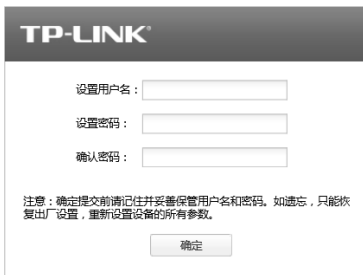 TP-LINK®
设置用户名：
设置密码：
确认密码：
注意：确定提交前请记住并妥善保管用户名和密码。如遗忘，只能恢
复出厂设置，重新设置设备的所有参数。
确定